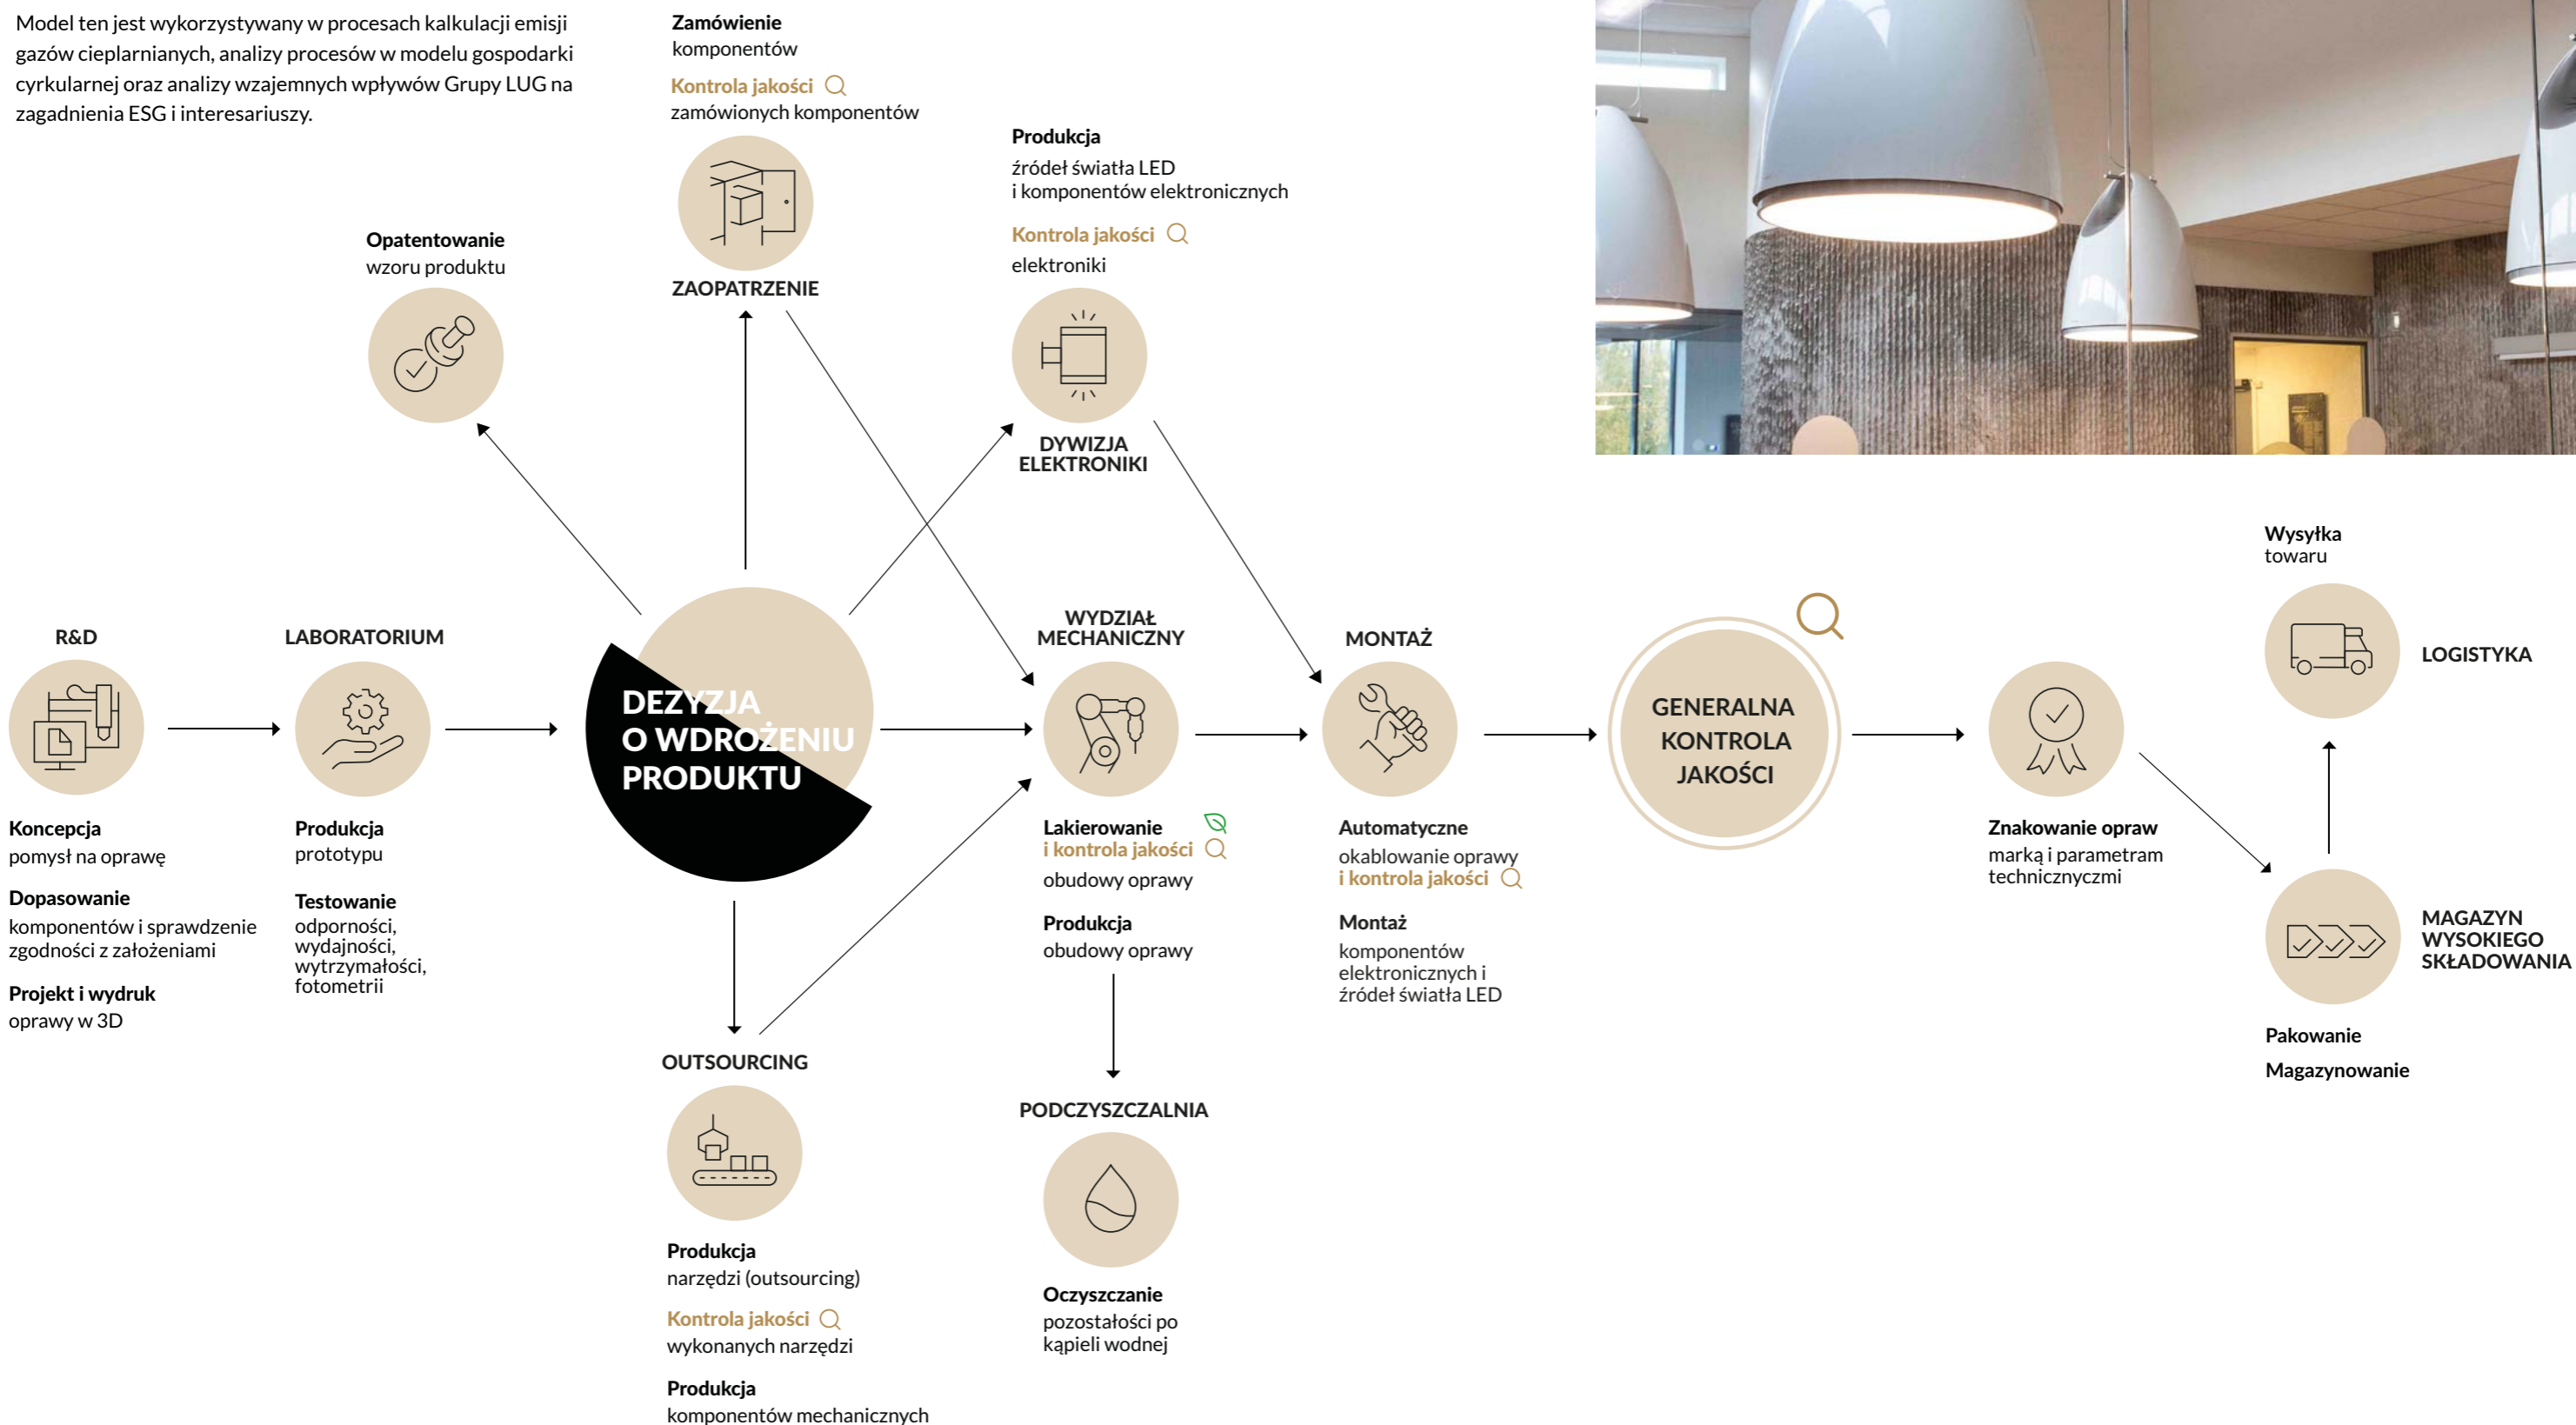 Model ten jest wykorzystywany w procesach kalkulacji emisji
gazów cieplarnianych, analizy procesów w modelu gospodarki
cyrkularnej oraz analizy wzajemnych wpływów Grupy LUG na
zagadnienia ESG i interesariuszy.
Zamówienie
komponentów
Kontrola jakości
zamówionych komponentów
ZAOPATRZENIE
Produkcja
źródeł światła LED
i komponentów elektronicznych
Kontrola jakości
elektroniki
DYWIZJA
ELEKTRONIKI
Opatentowanie
wzoru produktu
R&D
Koncepcja
pomysł na oprawę
Dopasowanie
komponentów i sprawdzenie
zgodności z założeniami
Projekt i wydruk
oprawy w 3D
LABORATORIUM
Produkcja
prototypu
Testowanie
odporności,
wydajności,
wytrzymałości,
fotometrii
DEZYZJA
O WDROŻENIU
PRODUKTU
WYDZIAŁ
MECHANICZNY
Lakierowanie
i kontrola jakości
obudowy oprawy
Produkcja
obudowy oprawy
MONTAŻ
Automatyczne
okablowanie oprawy
i kontrola jakości
Montaż
komponentów
elektronicznych i
źródeł światła LED
GENERALNA
KONTROLA
JAKOŚCI
Znakowanie opraw
marką i parametram
technicznyczmi
Wysyłka
towaru
LOGISTYKA
MAGAZYN
WYSOKIEGO
SKŁADOWANIA
Pakowanie
Magazynowanie
OUTSOURCING
Produkcja
narzędzi (outsourcing)
Kontrola jakości
wykonanych narzędzi
Produkcja
komponentów mechanicznych
PODCZYSZCZALNIA
Oczyszczanie
pozostałości po
kąpieli wodnej